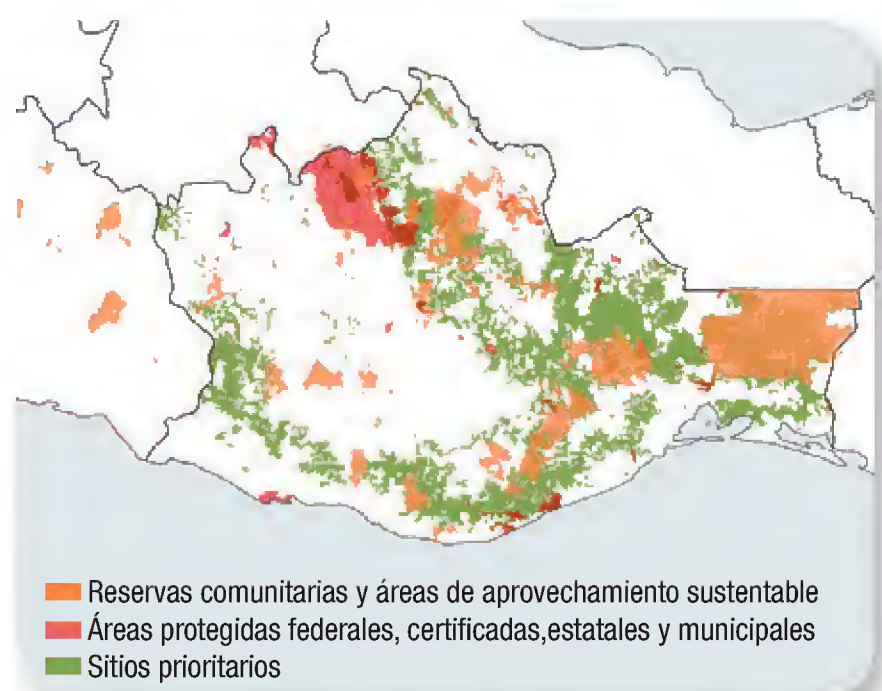 Reservas comunitarias y áreas de aprovechamiento sustentable
Áreas protegidas federales, certificadas,estatales y municipales
Sitios prioritarios